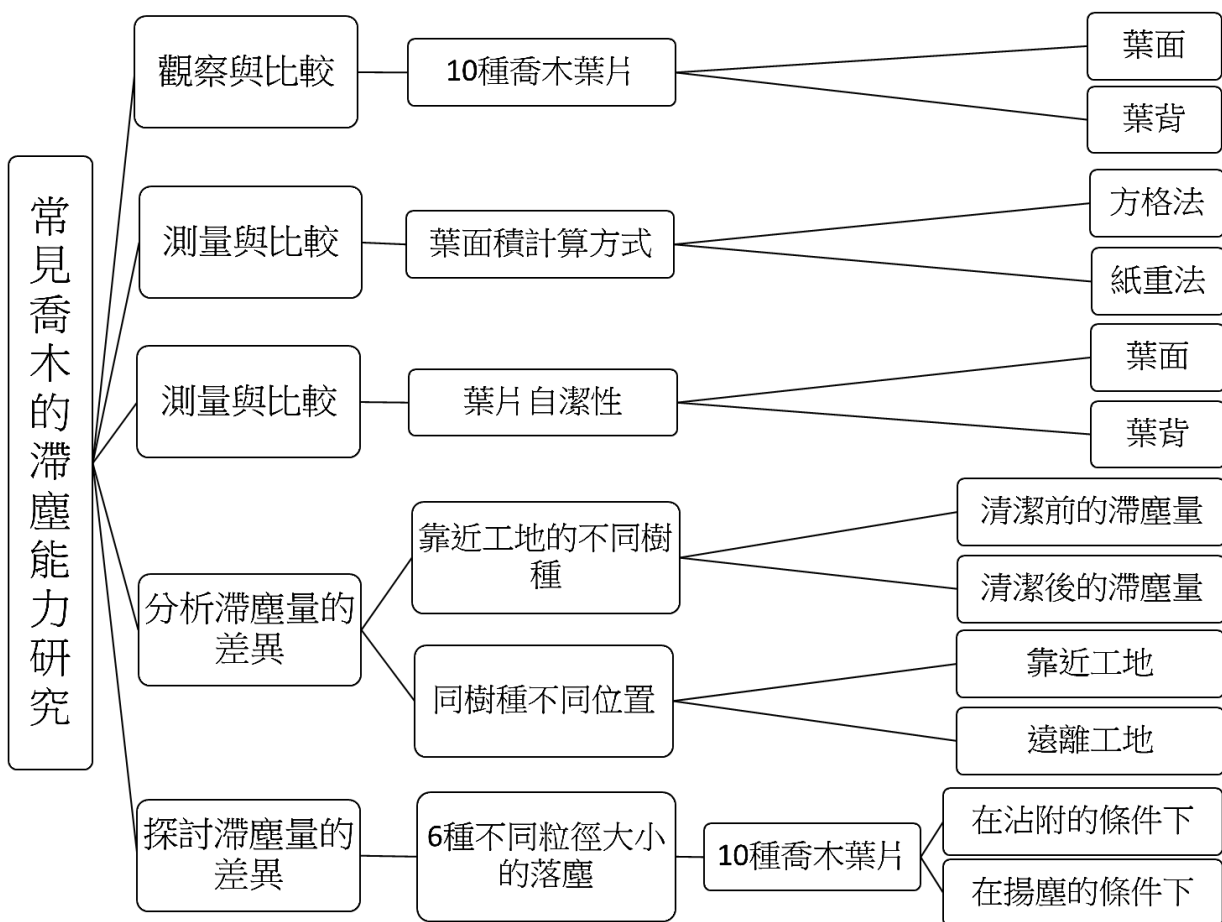 常見喬木的滯塵能力研究
觀察與比較
10種喬木葉片
葉面
葉背
測量與比較
葉面積計算方式
方格法
紙重法
測量與比較
葉片自潔性
葉面
葉背
分析滯塵量的
差異
靠近工地的不同樹
種
清潔前的滯塵量
清潔後的滯塵量
同樹種不同位置
靠近工地
遠離工地
探討滯塵量的
差異
6種不同粒徑大小
的落塵
10種喬木葉片
在沾附的條件下
在揚塵的條件下